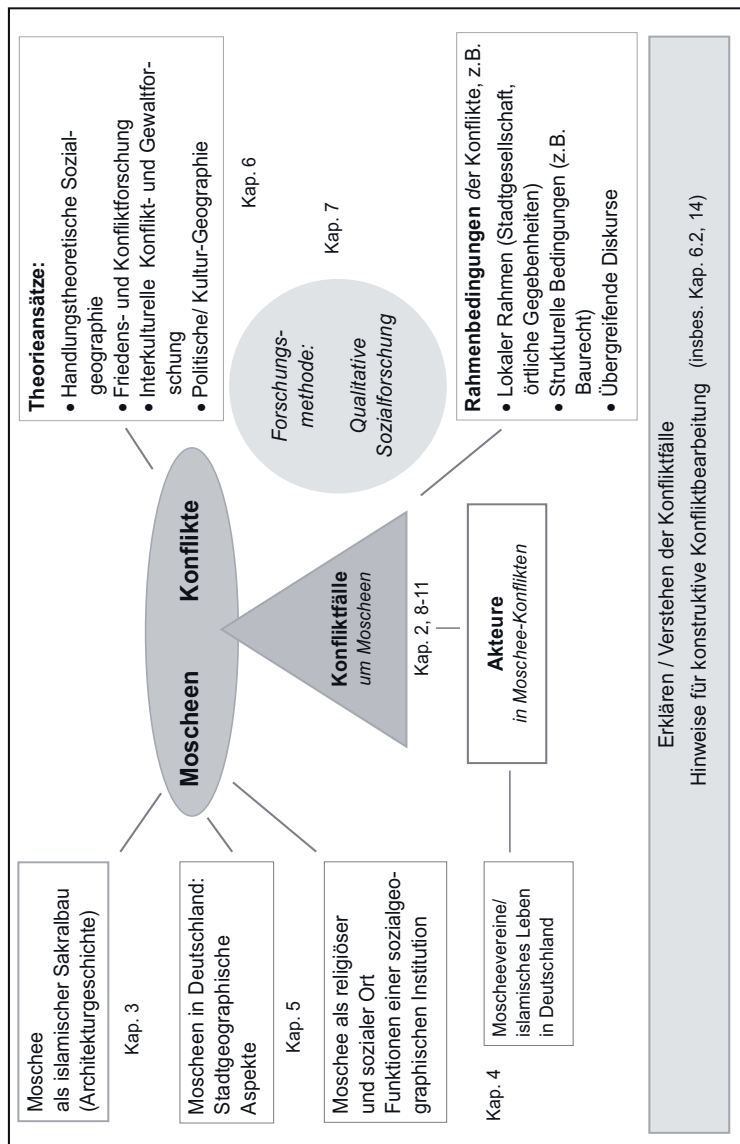 Moschee
als islamischer Sakralbau
(Architekturgeschichte)
Kap. 3
Moscheen in Deutschland:
Stadtgeographische
Aspekte
Kap. 5
Moschee als religiöser
und sozialer Ort
Funktionen einer sozialgeo-
graphischen Institution
Kap. 4
Moscheevereine/
islamisches Leben
in Deutschland
Moscheen Konflikte
Konfliktfälle
um Moscheen
Kap. 2, 8-11
Akteure
in Moschee-Konflikten
Theorieansätze:
• Handlungstheoretische Sozial-
geographie
• Friedens- und Konfliktforschung
• Interkulturelle Konflikt- und Gewaltfor-
schung
• Politische/ Kultur-Geographie
Kap. 6
Forschungs-
methode:
Qualitative
Sozialforschung
Kap. 7
Rahmenbedingungen der Konflikte, z.B.
• Lokaler Rahmen (Stadtgesellschaft,
örtliche Gegebenheiten)
• Strukturelle Bedingungen (z.B.
Baurecht)
• Übergreifende Diskurse
Erklären / Verstehen der Konfliktfälle
Hinweise für konstruktive Konfliktbearbeitung (insbes. Kap. 6.2, 14)